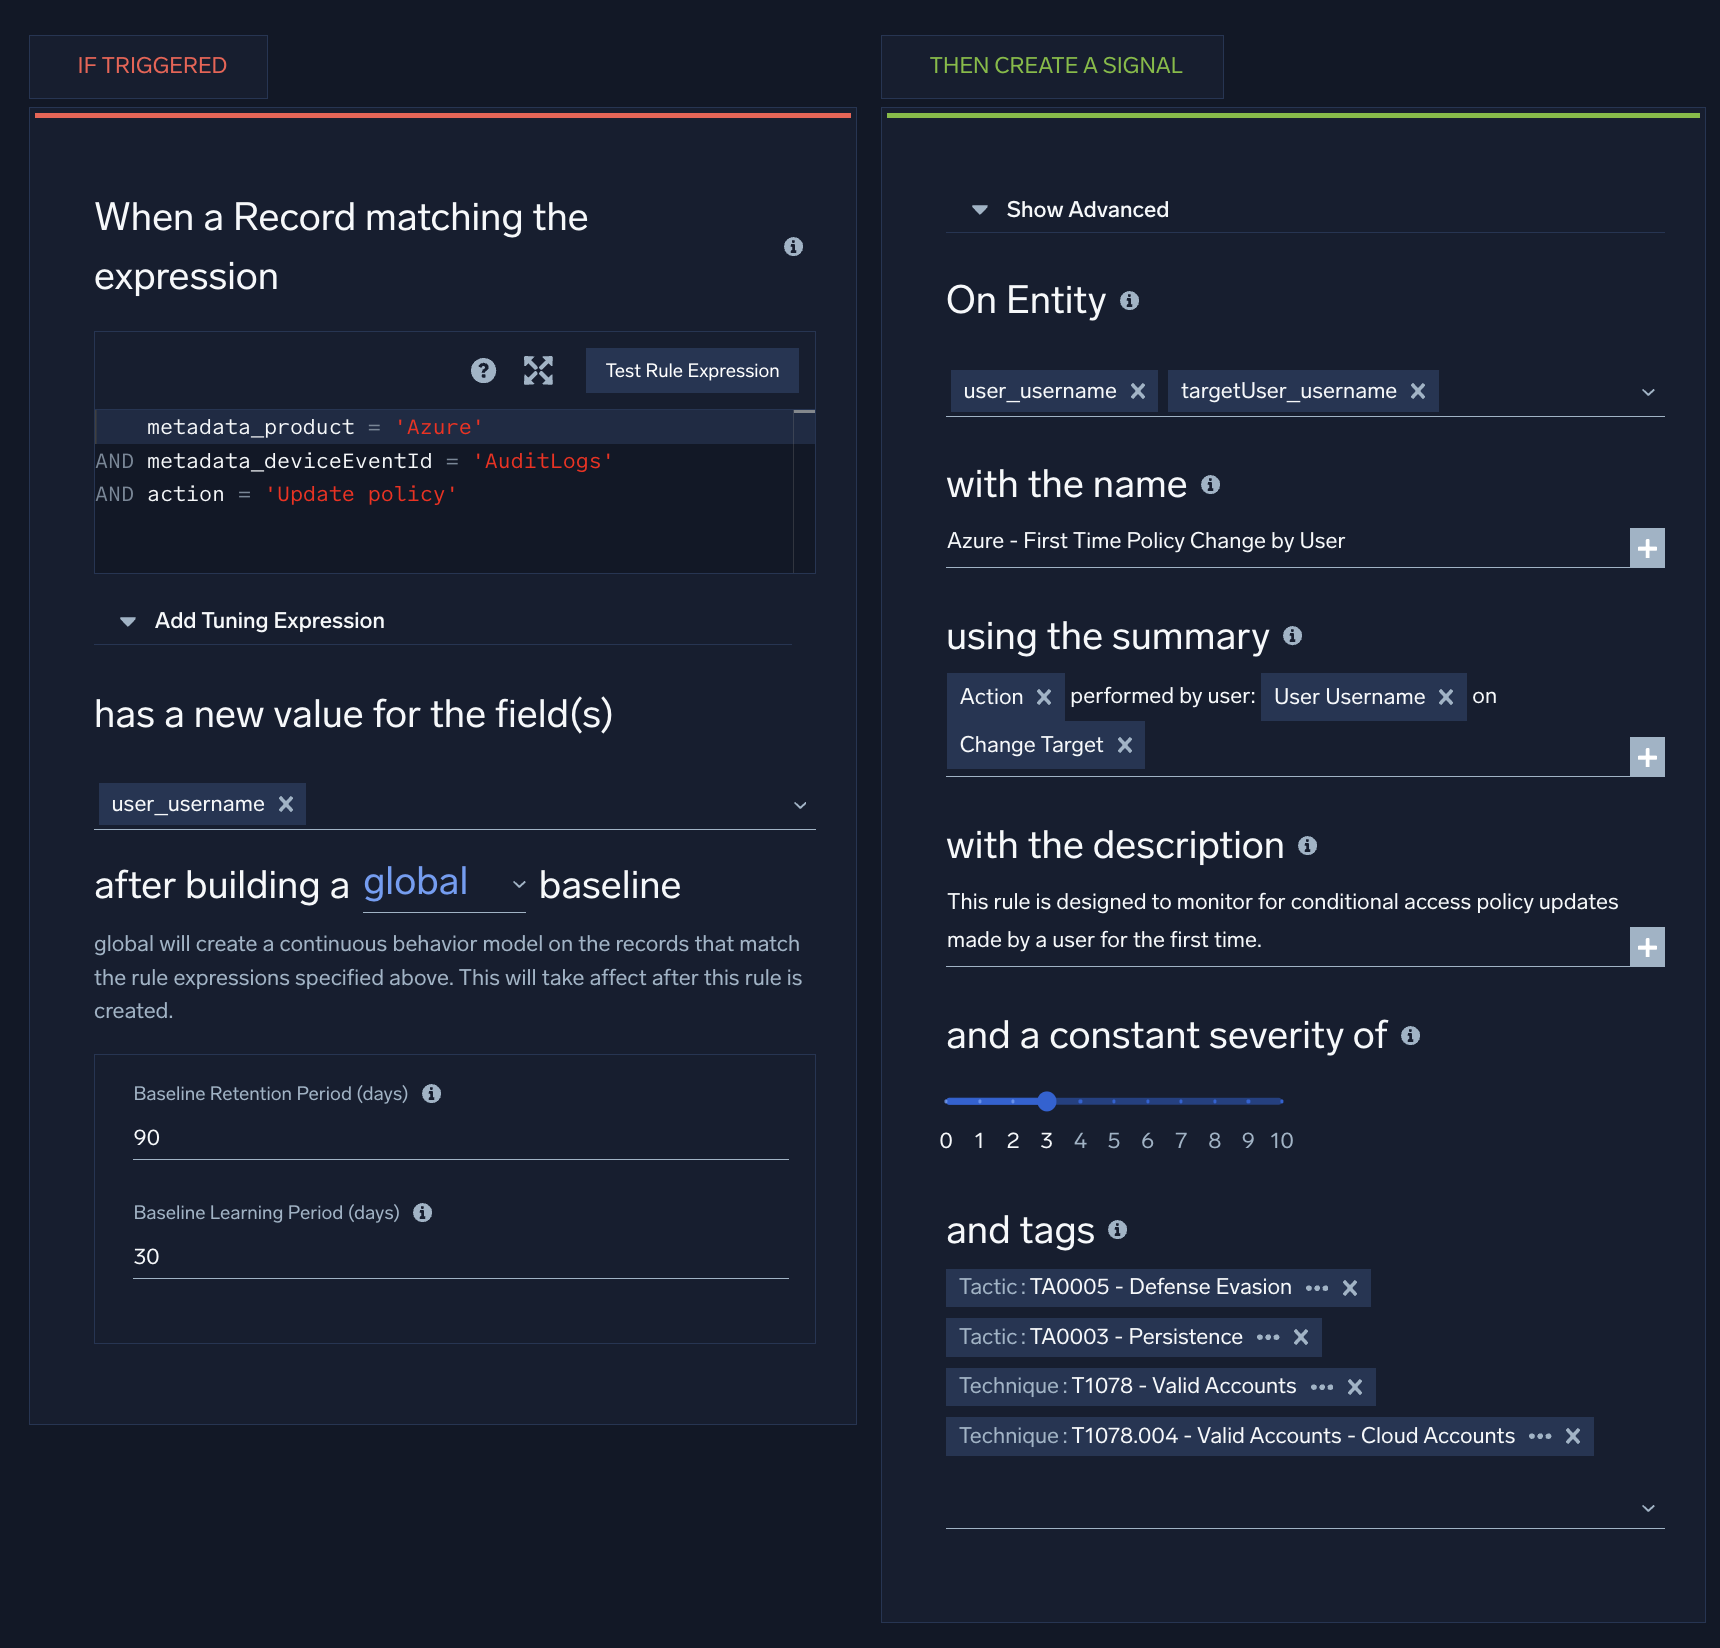 IF TRIGGERED
When a Record matching the
expression
Test Rule Expression
metadata_product = 'Azure'
AND metadata_deviceEventId = 'AuditLogs'
AND action = 'Update policy'
Add Tuning Expression
has a new value for the field(s)
user_username
after building a global baseline
global will create a continuous behavior model on the records that match
the rule expressions specified above. This will take affect after this rule is
created.
Baseline Retention Period (days)
90
Baseline Learning Period (days)
30
THEN CREATE A SIGNAL
Show Advanced
On Entity
user_username targetUser_username
with the name
Azure - First Time Policy Change by User
using the summary
Action performed by user: User Username on
Change Target
with the description
This rule is designed to monitor for conditional access policy updates
made by a user for the first time.
and a constant severity of
0 1 2 3 4 5 6 7 8 9 10
and tags
Tactic : TA0005 - Defense Evasion
Tactic : TA0003 - Persistence
Technique : T1078 - Valid Accounts
Technique : T1078.004 - Valid Accounts - Cloud Accounts